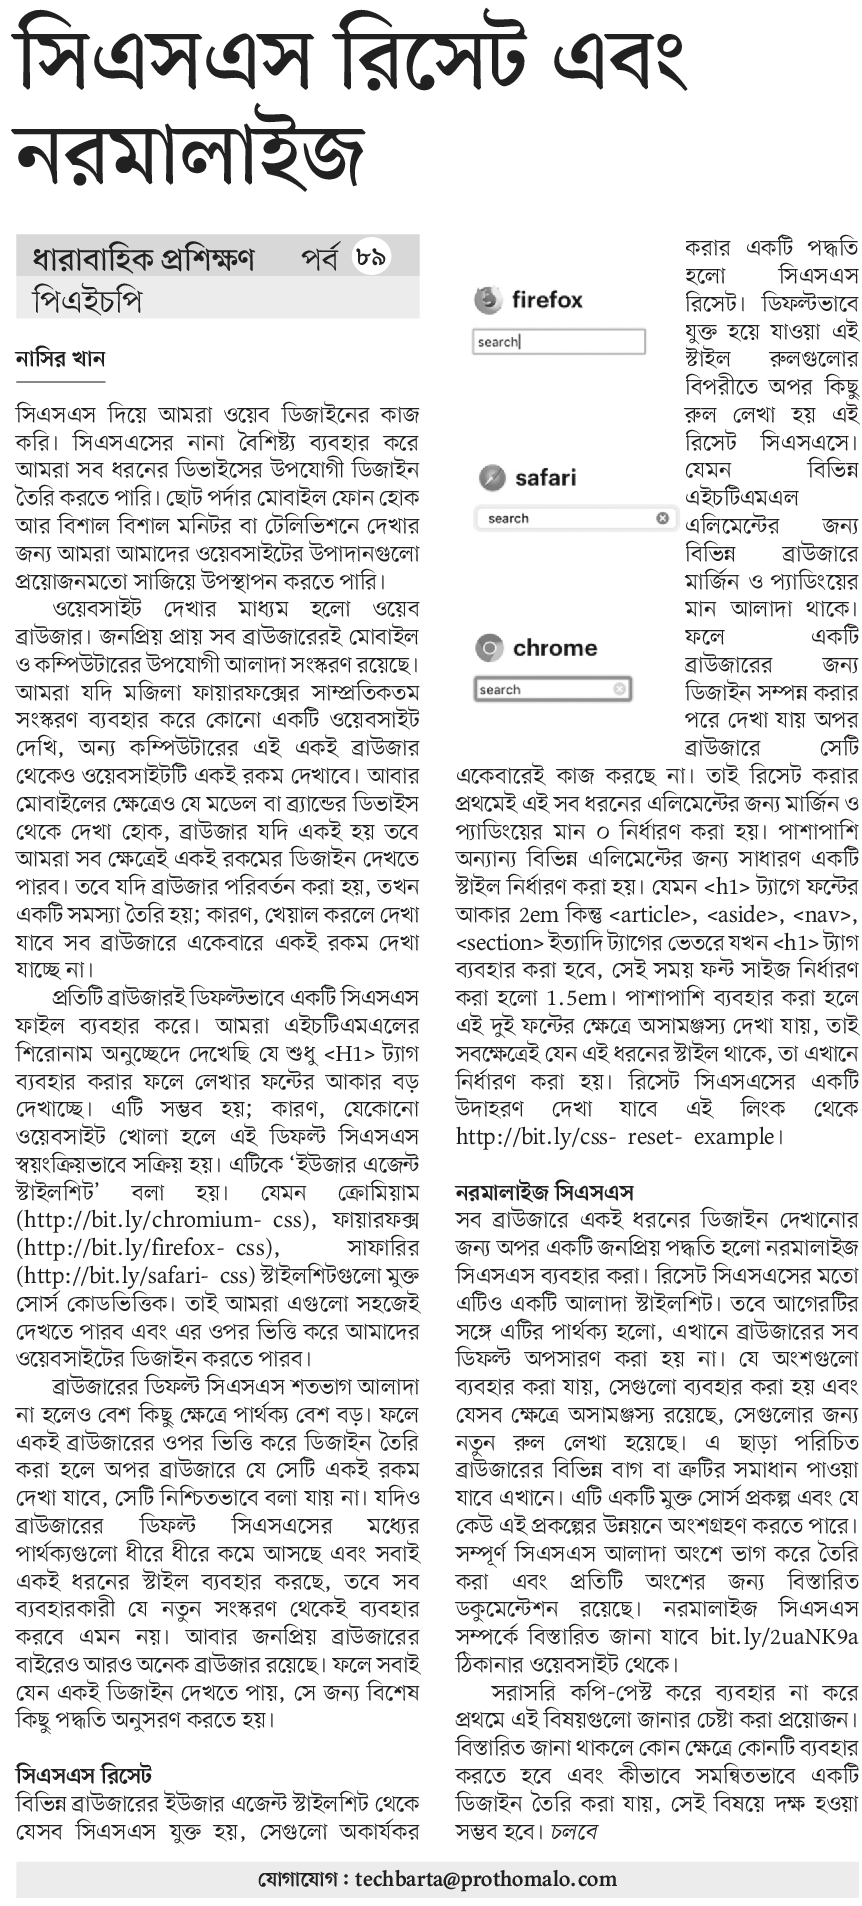 সিএসএস রিসেট এবং
নরমালাইজ
ধারাবাহিক প্রশিক্ষণ পর্ব ৮৯
পিএইচপি
নাসির খান
সিএসএস দিয়ে আমরা ওয়েব ডিজাইনের কাজ
করি। সিএসএসের নানা বৈশিষ্ট্য ব্যবহার করে
আমরা সব ধরনের ডিভাইসের উপযোগী ডিজাইন
তৈরি করতে পারি। ছোট পর্দার মোবাইল ফোন হোক
আর বিশাল বিশাল মনিটর বা টেলিভিশনে দেখার
জন্য আমরা আমাদের ওয়েবসাইটের উপাদানগুলো
প্রয়োজনমতো সাজিয়ে উপস্থাপন করতে পারি।
ওয়েবসাইট দেখার মাধ্যম হলো ওয়েব
ব্রাউজার। জনপ্রিয় প্রায় সব ব্রাউজারেরই মোবাইল
ও কম্পিউটারের উপযোগী আলাদা সংস্করণ রয়েছে।
আমরা যদি মজিলা ফায়ারফক্সের সাম্প্রতিকতম
সংস্করণ ব্যবহার করে কোনো একটি ওয়েবসাইট
দেখি, অন্য কম্পিউটারের এই একই ব্রাউজার
থেকেও ওয়েবসাইটটি একই রকম দেখাবে। আবার
মোবাইলের ক্ষেত্রেও যে মডেল বা ব্র্যান্ডের ডিভাইস
থেকে দেখা হোক, ব্রাউজার যদি একই হয় তবে
আমরা সব ক্ষেত্রেই একই রকমের ডিজাইন দেখতে
পারব। তবে যদি ব্রাউজার পরিবর্তন করা হয়, তখন
একটি সমস্যা তৈরি হয়; কারণ, খেয়াল করলে দেখা
যাবে সব ব্রাউজারে একেবারে একই রকম দেখা
যাচ্ছে না।
প্রতিটি ব্রাউজারই ডিফল্টভাবে একটি সিএসএস
ফাইল ব্যবহার করে। আমরা এইচটিএমএলের
শিরোনাম অনুচ্ছেদে দেখেছি যে শুধু <H1> ট্যাগ
ব্যবহার করার ফলে লেখার ফন্টের আকার বড়
দেখাচ্ছে। এটি সম্ভব হয়; কারণ, যেকোনো
ওয়েবসাইট খোলা হলে এই ডিফল্ট সিএসএস
স্বয়ংক্রিয়ভাবে সক্রিয় হয়। এটিকে ‘ইউজার এজেন্ট
স্টাইলশিট’ বলা হয়। যেমন ক্রোমিয়াম
(http://bit.ly/chromium- css), ফায়ারফক্স
(http://bit.ly/firefox- css), সাফারির
(http://bit.ly/safari- css) স্টাইলশিটগুলো মুক্ত
সোর্স কোডভিত্তিক। তাই আমরা এগুলো সহজেই
দেখতে পারব এবং এর ওপর ভিত্তি করে আমাদের
ওয়েবসাইটের ডিজাইন করতে পারব।
ব্রাউজারের ডিফল্ট সিএসএস শতভাগ আলাদা
না হলেও বেশ কিছু ক্ষেত্রে পার্থক্য বেশ বড়। ফলে
একই ব্রাউজারের ওপর ভিত্তি করে ডিজাইন তৈরি
করা হলে অপর ব্রাউজারে যে সেটি একই রকম
দেখা যাবে, সেটি নিশ্চিতভাবে বলা যায় না। যদিও
ব্রাউজারের ডিফল্ট সিএসএসের মধ্যের
পার্থক্যগুলো ধীরে ধীরে কমে আসছে এবং সবাই
একই ধরনের স্টাইল ব্যবহার করছে, তবে সব
ব্যবহারকারী যে নতুন সংস্করণ থেকেই ব্যবহার
করবে এমন নয়। আবার জনপ্রিয় ব্রাউজারের
বাইরেও আরও অনেক ব্রাউজার রয়েছে। ফলে সবাই
যেন একই ডিজাইন দেখতে পায়, সে জন্য বিশেষ
কিছু পদ্ধতি অনুসরণ করতে হয়।
সিএসএস রিসেট
বিভিন্ন ব্রাউজারের ইউজার এজেন্ট স্টাইলশিট থেকে
যেসব সিএসএস যুক্ত হয়, সেগুলো অকার্যকর
firefox
search
safari
search
chrome
search
করার একটি পদ্ধতি
হলো সিএসএস
রিসেট। ডিফল্টভাবে
যুক্ত হয়ে যাওয়া এই
স্টাইল রুলগুলোর
বিপরীতে অপর কিছু
রুল লেখা হয় এই
রিসেট সিএসএসে।
যেমন বিভিন্ন
এইচটিএমএল
এলিমেন্টের জন্য
বিভিন্ন ব্রাউজারে
মার্জিন ও প্যাডিংয়ের
মান আলাদা থাকে।
ফলে একটি
ব্রাউজারের জন্য
ডিজাইন সম্পন্ন করার
পরে দেখা যায় অপর
ব্রাউজারে সেটি
একেবারেই কাজ করছে না। তাই রিসেট করার
প্রথমেই এই সব ধরনের এলিমেন্টের জন্য মার্জিন ও
প্যাডিংয়ের মান ০ নির্ধারণ করা হয়। পাশাপাশি
অন্যান্য বিভিন্ন এলিমেন্টের জন্য সাধারণ একটি
স্টাইল নির্ধারণ করা হয়। যেমন <h1> ট্যাগে ফন্টের
আকার 2em কিন্তু <article>, <aside>, <nav>,
<section> ইত্যাদি ট্যাগের ভেতরে যখন <h1> ট্যাগ
ব্যবহার করা হবে, সেই সময় ফন্ট সাইজ নির্ধারণ
করা হলো 1.5em। পাশাপাশি ব্যবহার করা হলে
এই দুই ফন্টের ক্ষেত্রে অসামঞ্জস্য দেখা যায়, তাই
সবক্ষেত্রেই যেন এই ধরনের স্টাইল থাকে, তা এখানে
নির্ধারণ করা হয়। রিসেট সিএসএসের একটি
উদাহরণ দেখা যাবে এই লিংক থেকে
http://bit.ly/css- reset- example।
নরমালাইজ সিএসএস
সব ব্রাউজারে একই ধরনের ডিজাইন দেখানোর
জন্য অপর একটি জনপ্রিয় পদ্ধতি হলো নরমালাইজ
সিএসএস ব্যবহার করা। রিসেট সিএসএসের মতো
এটিও একটি আলাদা স্টাইলশিট। তবে আগেরটির
সঙ্গে এটির পার্থক্য হলো, এখানে ব্রাউজারের সব
ডিফল্ট অপসারণ করা হয় না। যে অংশগুলো
ব্যবহার করা যায়, সেগুলো ব্যবহার করা হয় এবং
যেসব ক্ষেত্রে অসামঞ্জস্য রয়েছে, সেগুলোর জন্য
নতুন রুল লেখা হয়েছে। এ ছাড়া পরিচিত
ব্রাউজারের বিভিন্ন বাগ বা ত্রুটির সমাধান পাওয়া
যাবে এখানে। এটি একটি মুক্ত সোর্স প্রকল্প এবং যে
কেউ এই প্রকল্পের উন্নয়নে অংশগ্রহণ করতে পারে।
সম্পূর্ণ সিএসএস আলাদা অংশে ভাগ করে তৈরি
করা এবং প্রতিটি অংশের জন্য বিস্তারিত
ডকুমেন্টেশন রয়েছে। নরমালাইজ সিএসএস
সম্পর্কে বিস্তারিত জানা যাবে bit.ly/2uaNK9a
ঠিকানার ওয়েবসাইট থেকে।
সরাসরি কপি-পেস্ট করে ব্যবহার না করে
প্রথমে এই বিষয়গুলো জানার চেষ্টা করা প্রয়োজন।
বিস্তারিত জানা থাকলে কোন ক্ষেত্রে কোনটি ব্যবহার
করতে হবে এবং কীভাবে সমন্বিতভাবে একটি
ডিজাইন তৈরি করা যায়, সেই বিষয়ে দক্ষ হওয়া
সম্ভব হবে। চলবে
যোগাযোগ : techbarta@prothomalo.com